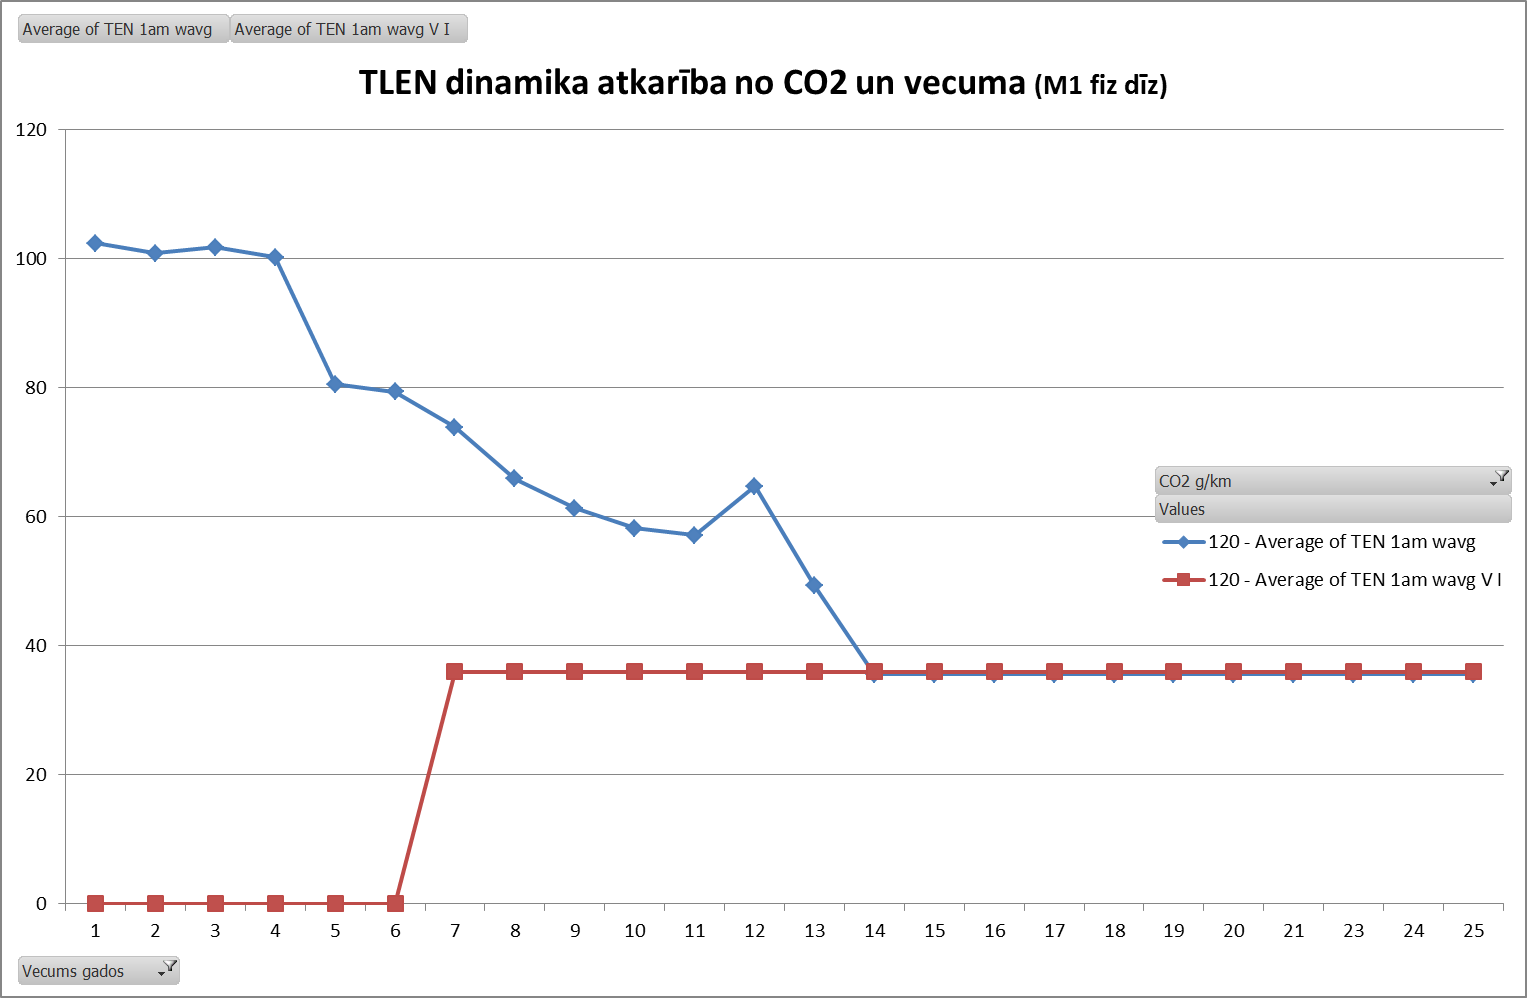 Average of TEN 1am wavg Average of TEN 1am wavg V I
TLEN dinamika atkarība no CO2 un vecuma (M1 fiz dīz)
120
100
80
60
40
20
0
CO2 g/km
Values
120 - Average of TEN 1am wavg
120 - Average of TEN 1am wavg V I
1 2 3 4 5 6 7 8 9 10 11 12 13 14 15 16 17 18 19 20 21 23 24 25
Vecums gados